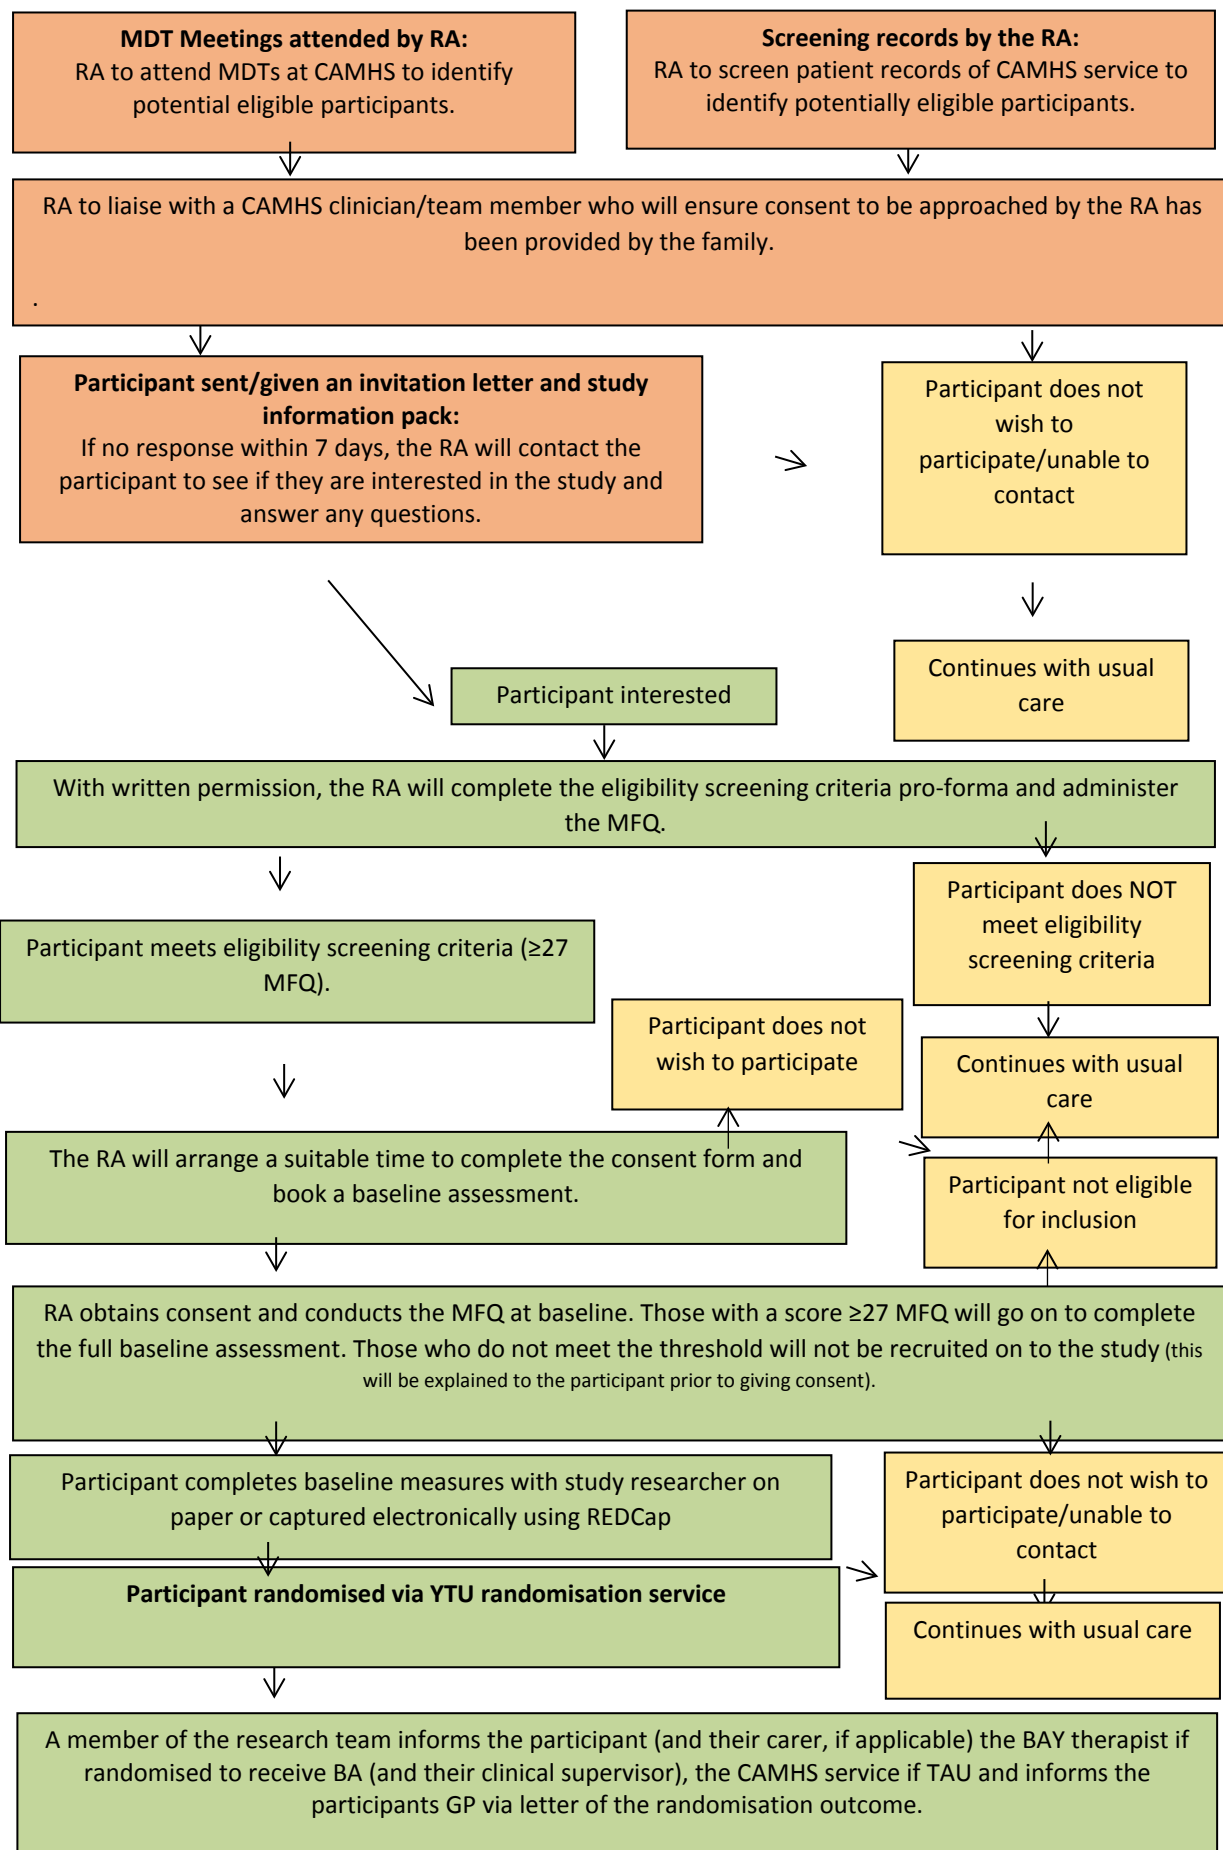 MDT Meetings attended by RA:
RA to attend MDTs at CAMHS to identify
potential eligible participants.
Screening records by the RA:
RA to screen patient records of CAMHS service to
identify potentially eligible participants.
RA to liaise with a CAMHS clinician/team member who will ensure consent to be approached by the RA has
been provided by the family.
.
Participant sent/given an invitation letter and study
information pack:
If no response within 7 days, the RA will contact the
participant to see if they are interested in the study and
answer any questions.
Participant does not
wish to
participate/unable to
contact
Continues with usual
care
Participant interested
With written permission, the RA will complete the eligibility screening criteria pro-forma and administer
the MFQ.
Participant does NOT
meet eligibility
screening criteria
Participant meets eligibility screening criteria (≥27
MFQ).
Participant does not
wish to participate
Continues with usual
care
The RA will arrange a suitable time to complete the consent form and
book a baseline assessment.
Participant not eligible
for inclusion
RA obtains consent and conducts the MFQ at baseline. Those with a score ≥27 MFQ will go on to complete
the full baseline assessment. Those who do not meet the threshold will not be recruited on to the study (this
will be explained to the participant prior to giving consent).
Participant completes baseline measures with study researcher on
paper or captured electronically using REDCap
Participant does not wish to
participate/unable to
contact
Participant randomised via YTU randomisation service
Continues with usual care
A member of the research team informs the participant (and their carer, if applicable) the BAY therapist if
randomised to receive BA (and their clinical supervisor), the CAMHS service if TAU and informs the
participants GP via letter of the randomisation outcome.